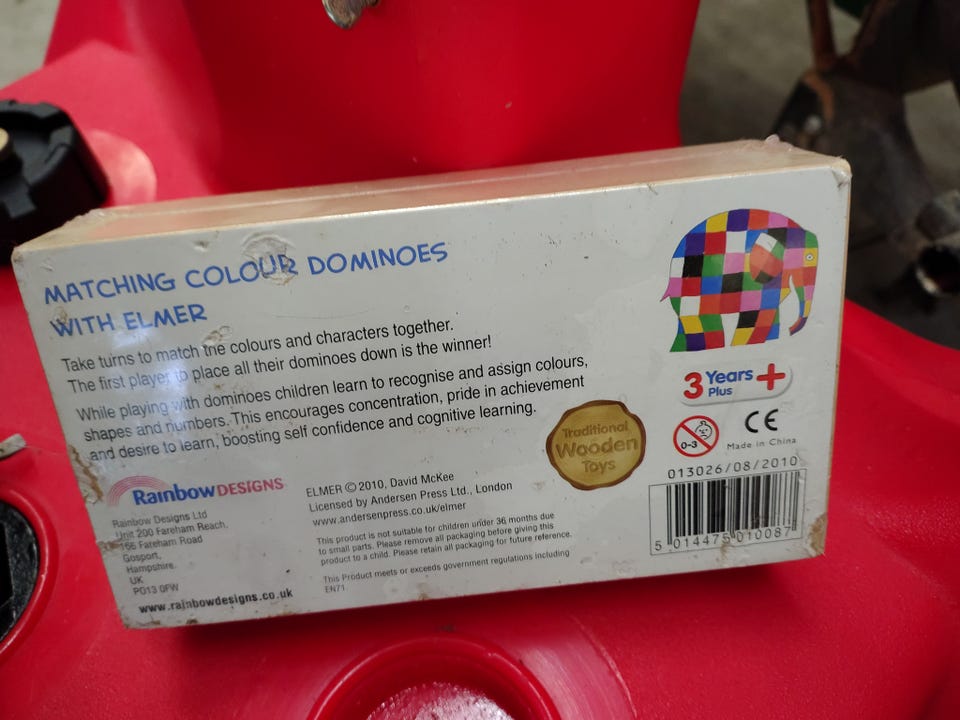 MATCHING COLOUR DOMINOES
WITH ELMER
Take turns to match the colours and characters together.
The first player to place all their dominoes down is the winner!
While playing with dominoes children learn to recognise and assign colours,
shapes and numbers. This encourages concentration, pride in achievement
and desire to learn, boosting self confidence and cognitive learning.
3 Years +
Plus
0-3
CE
Made in China
Traditional
Wooden
Toys
013026/08/2010
5 014475 010087
Rainbow DESIGNS
Rainbow Designs Ltd
Unit 200 Fareham Reach,
166 Fareham Road
Gosport,
Hampshire,
UK
PO13 0FW
www.rainbowdesigns.co.uk
ELMER © 2010, David McKee
Licensed by Andersen Press Ltd., London
www.andersenpress.co.uk/elmer
This product is not suitable for children under 36 months due
to small parts. Please remove all packaging before giving this
product to a child. Please retain all packaging for future reference.
This Product meets or exceeds government regulations including
EN71.